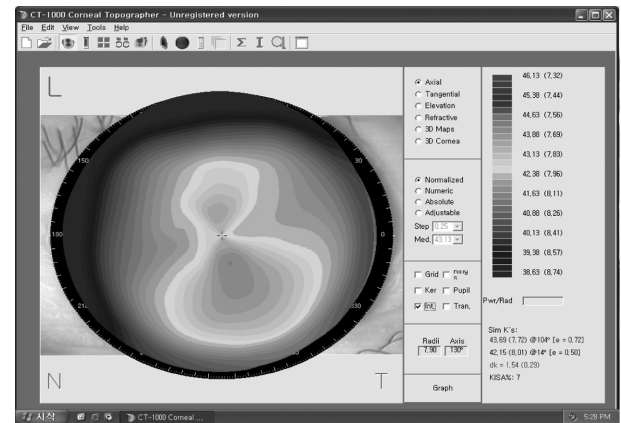 CT-1000 Corneal Topographer - Unregistered version
File Edit View Tools Help
L
150
30
180
0
210
330
N
T
Axial
Tangential
Elevation
Refractive
3D Maps
3D Cornea
Normalized
Numeric
Absolute
Adjustable
Step 0.25
Med. 43,13
Grid Rings
Ker Pupil
Int. Tran.
Radii Axis
7,90 130°
Graph
46,13 (7,32)
45,38 (7,44)
44,63 (7,56)
43,88 (7,69)
43,13 (7,83)
42,38 (7,96)
41,63 (8,11)
40,88 (8,26)
40,13 (8,41)
39,38 (8,57)
38,63 (8,74)
Pwr/Rad
Sim K's:
43,69 (7,72) @104° [e = 0.72]
42,15 (8,01) @14° [e = 0.50]
dk = 1,54 (0,29)
KISA%: 7
시작
CT-1000 Corneal ...
5:28 PM